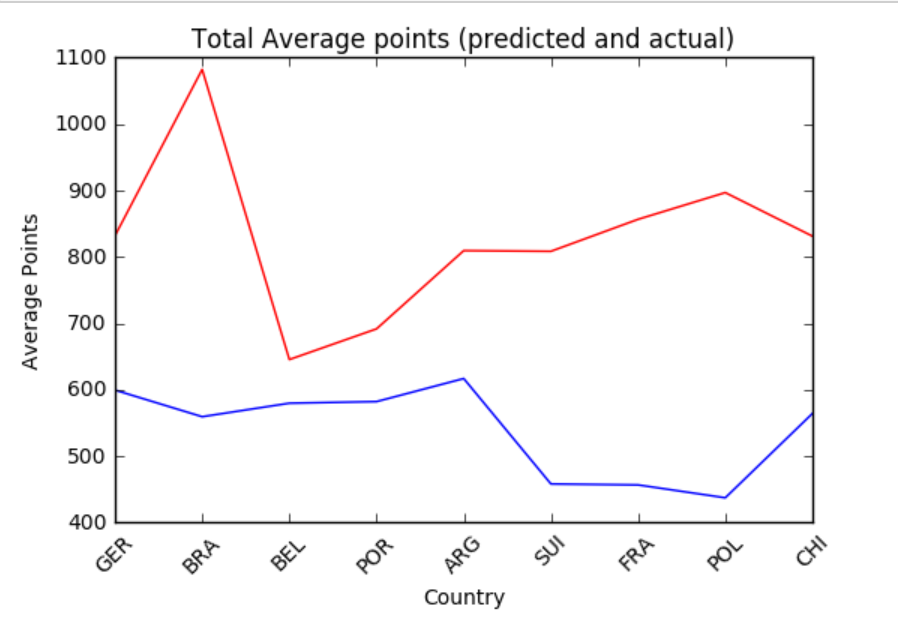 Total Average points (predicted and actual)
1100
1000
900
800
700
600
500
400
Average Points
GER BRA BEL POR ARG SUI FRA POL CHI
Country